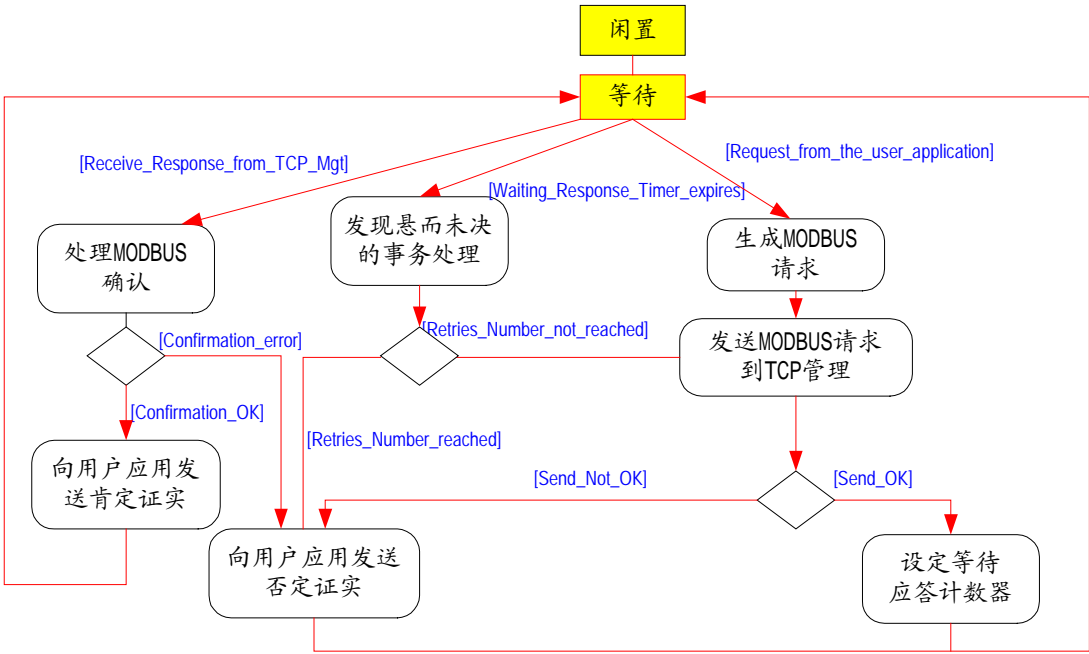 闲置
等待
[Receive_Response_from_TCP_Mgt]
[Request_from_the_user_application]
[Waiting_Response_Timer_expires]
处理MODBUS
确认
发现悬而未决
的事务处理
生成MODBUS
请求
[Confirmation_error]
[Retries_Number_not_reached]
发送MODBUS请求
到TCP管理
[Confirmation_OK]
[Retries_Number_reached]
向用户应用发
送肯定证实
[Send_Not_OK]
[Send_OK]
向用户应用发送
否定证实
设定等待
应答计数器